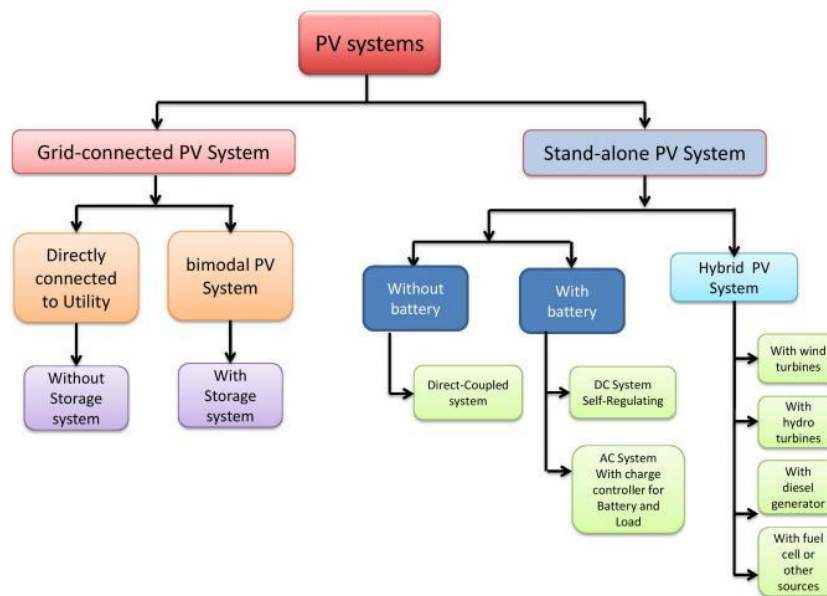 PV systems
Grid-connected PV System
Stand-alone PV System
Directly
connected
to Utility
bimodal PV
System
Without
battery
With
battery
Hybrid PV
System
Without
Storage
system
With
Storage
system
Direct-Coupled
system
DC System
Self-Regulating
AC System
With charge
controller for
Battery and
Load
With wind
turbines
With
hydro
turbines
With
diesel
generator
With fuel
cell or
other
sources